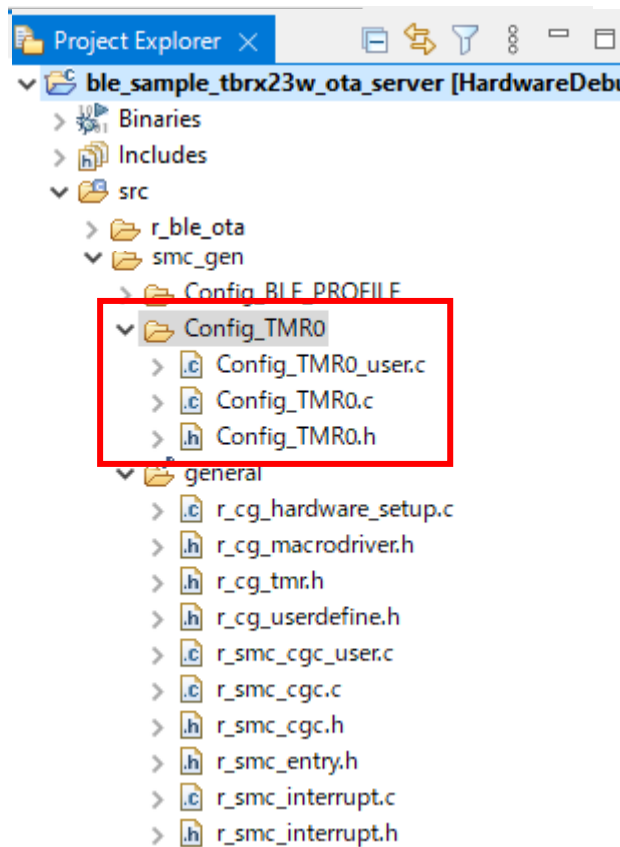 Project Explorer
ble_sample_tbrx23w_ota_server [HardwareDebu
Binaries
Includes
src
r_ble_ota
smc_gen
Config_BLE_PROFILE
Config_TMR0
Config_TMR0_user.c
Config_TMR0.c
Config_TMR0.h
general
r_cg_hardware_setup.c
r_cg_macrodriver.h
r_cg_tmr.h
r_cg_userdefine.h
r_smc_cgc_user.c
r_smc_cgc.c
r_smc_cgc.h
r_smc_entry.h
r_smc_interrupt.c
r_smc_interrupt.h